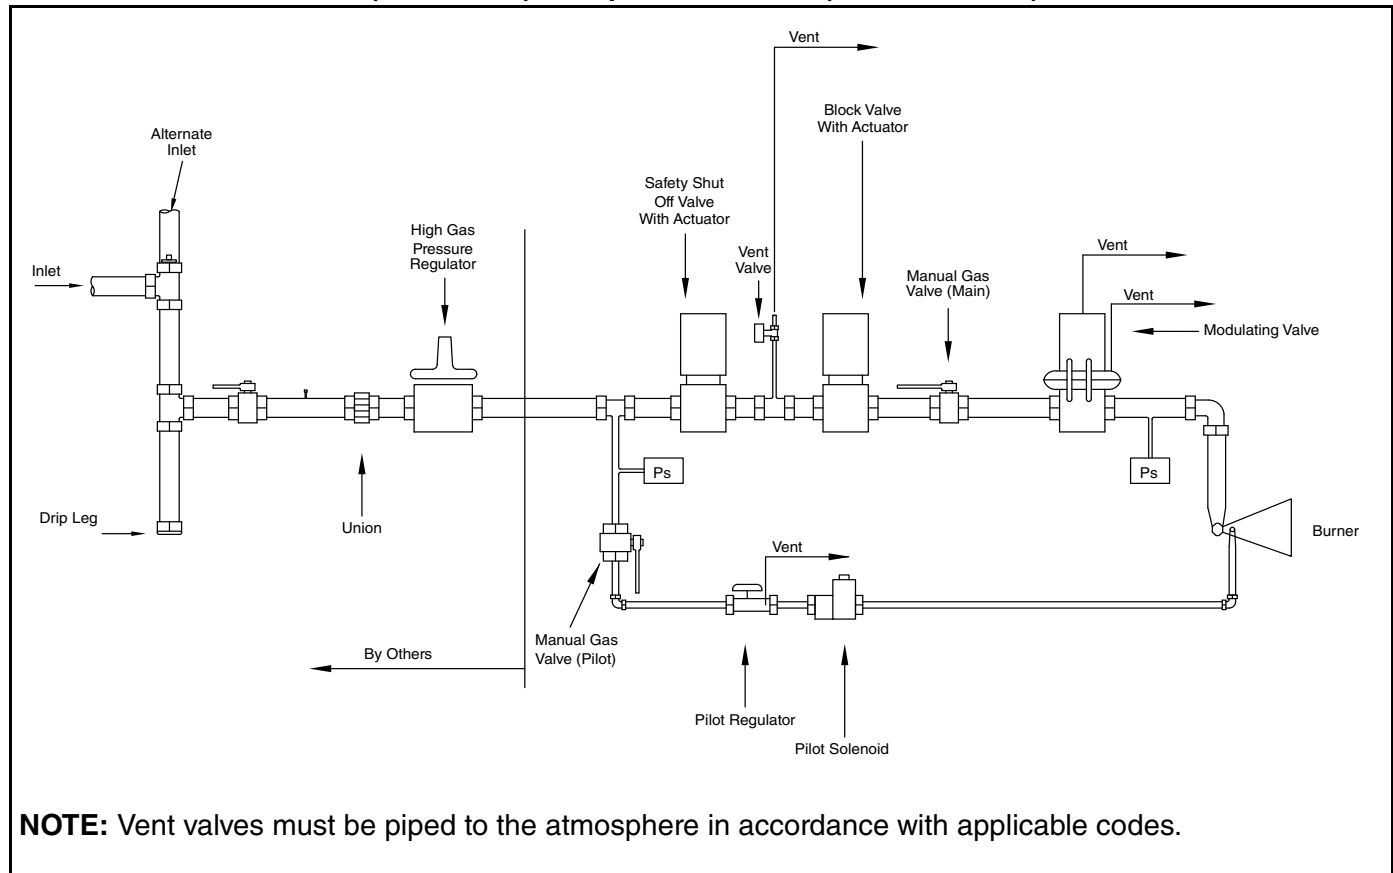 Vent
Block Valve
With Actuator
Alternate
Inlet
Safety Shut
Off Valve
With Actuator
High Gas
Pressure
Regulator
Vent
Valve
Vent
Inlet
Manual Gas
Valve (Main)
Vent
Modulating Valve
Ps
Ps
Drip Leg
Union
Burner
Vent
Manual Gas
Valve (Pilot)
By Others
Pilot Regulator
Pilot Solenoid
NOTE: Vent valves must be piped to the atmosphere in accordance with applicable codes.